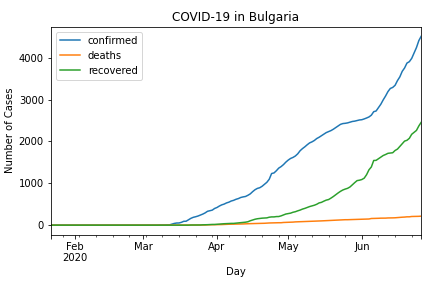 COVID-19 in Bulgaria
confirmed
deaths
recovered
Number of Cases
4000
3000
2000
1000
0
Feb
2020
Mar
Apr
May
Jun
Day